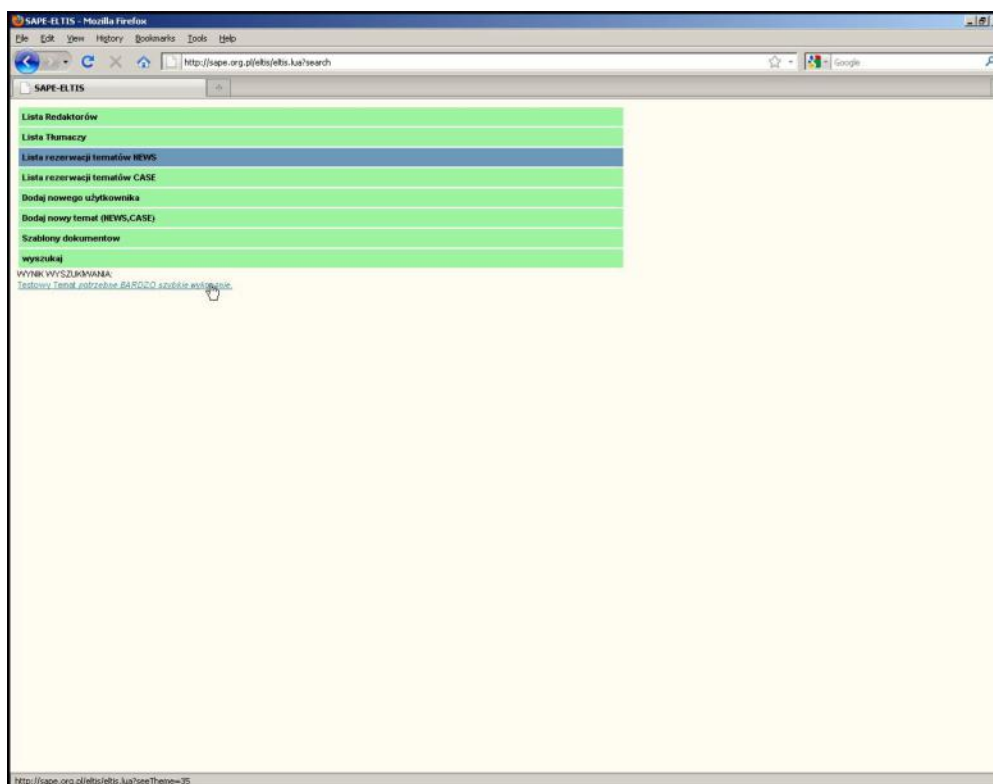 SAPE-ELTIS - Mozilla Firefox
File Edit View History Bookmarks Tools Help
http://sape.org.pl/eltis/eltis.lua?search
Google
SAPE-ELTIS
Lista Redaktorów
Lista Tłumaczy
Lista rezerwacji tematów NEWS
Lista rezerwacji tematów CASE
Dodaj nowego użytkownika
Dodaj nowy temat (NEWS,CASE)
Szablony dokumentow
wyszukaj
WYNIK WYSZUKIWANIA:
Testowy Temat potrzebne BARDZO szybkie wykonanie.
http://sape.org.pl/eltis/eltis.lua?seeTheme=35